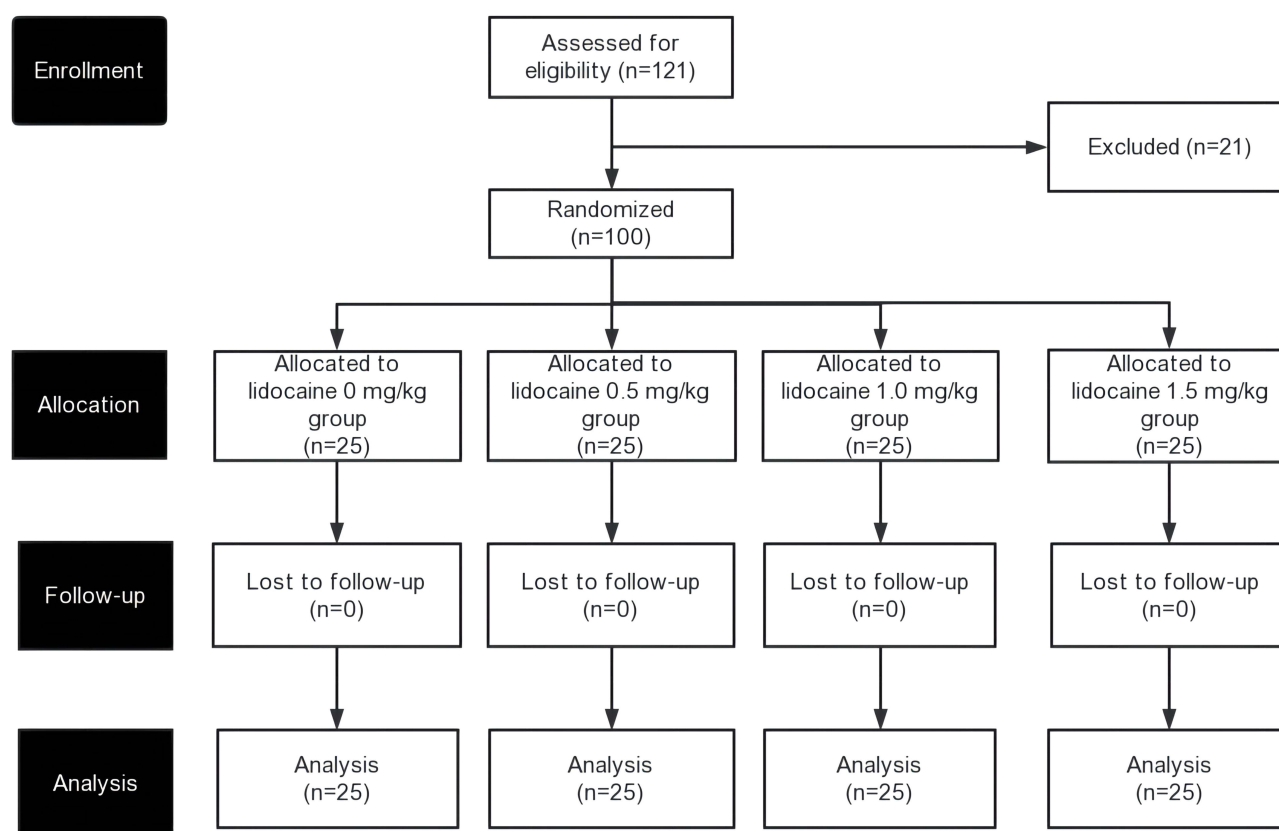 Enrollment
Assessed for
eligibility (n=121)
Excluded (n=21)
Randomized
(n=100)
Allocation
Allocated to
lidocaine 0 mg/kg
group
(n=25)
Allocated to
lidocaine 0.5 mg/kg
group
(n=25)
Allocated to
lidocaine 1.0 mg/kg
group
(n=25)
Allocated to
lidocaine 1.5 mg/kg
group
(n=25)
Follow-up
Lost to follow-up
(n=0)
Lost to follow-up
(n=0)
Lost to follow-up
(n=0)
Lost to follow-up
(n=0)
Analysis
Analysis
(n=25)
Analysis
(n=25)
Analysis
(n=25)
Analysis
(n=25)